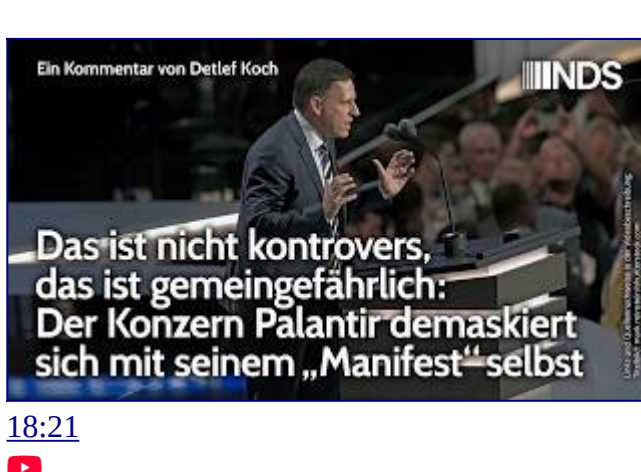 Ein Kommentar von Detlef Koch
NDS
Das ist nicht kontrovers,
das ist gemeingefährlich:
Der Konzern Palantir demaskiert
sich mit seinem „Manifest“ selbst
18:21